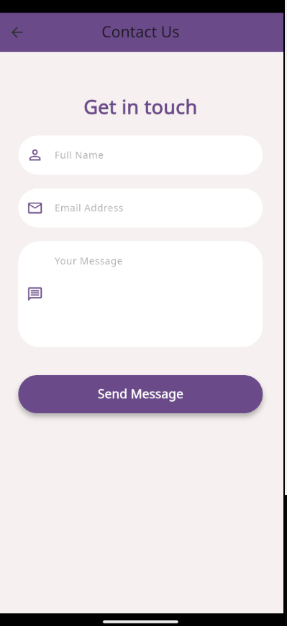 Contact Us
Get in touch
Full Name
Email Address
Your Message
Send Message